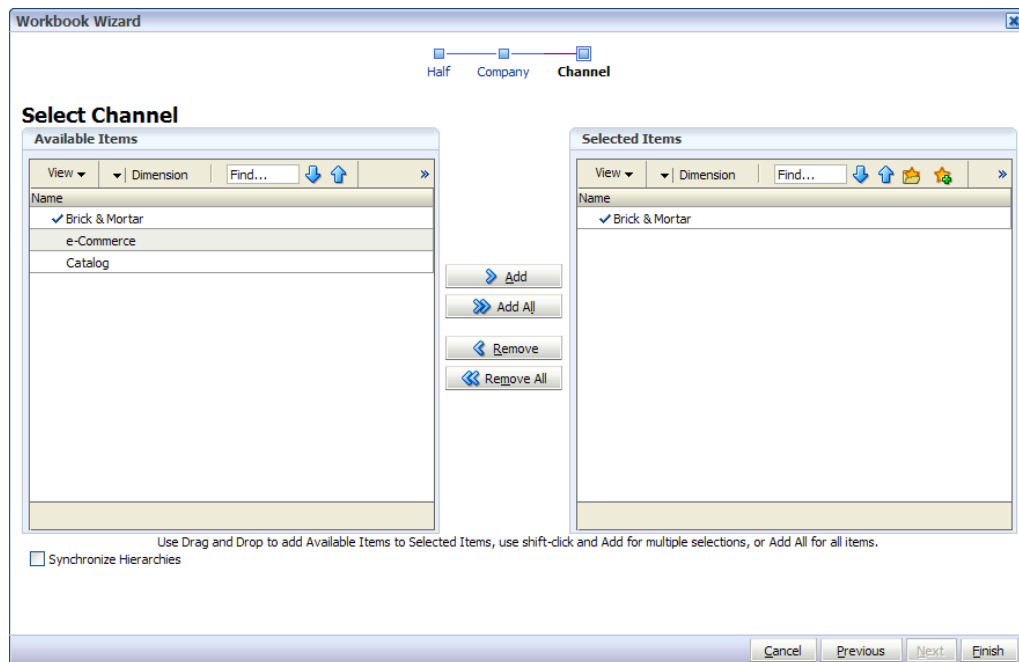 Workbook Wizard
Half Company Channel
Select Channel
Available Items
View Dimension Find... »
Name
Brick & Mortar
e-Commerce
Catalog
Add
Add All
Remove
Remove All
Selected Items
View Dimension Find... »
Name
Brick & Mortar
Use Drag and Drop to add Available Items to Selected Items, use shift-click and Add for multiple selections, or Add All for all items.
Synchronize Hierarchies
Cancel Previous Next Finish